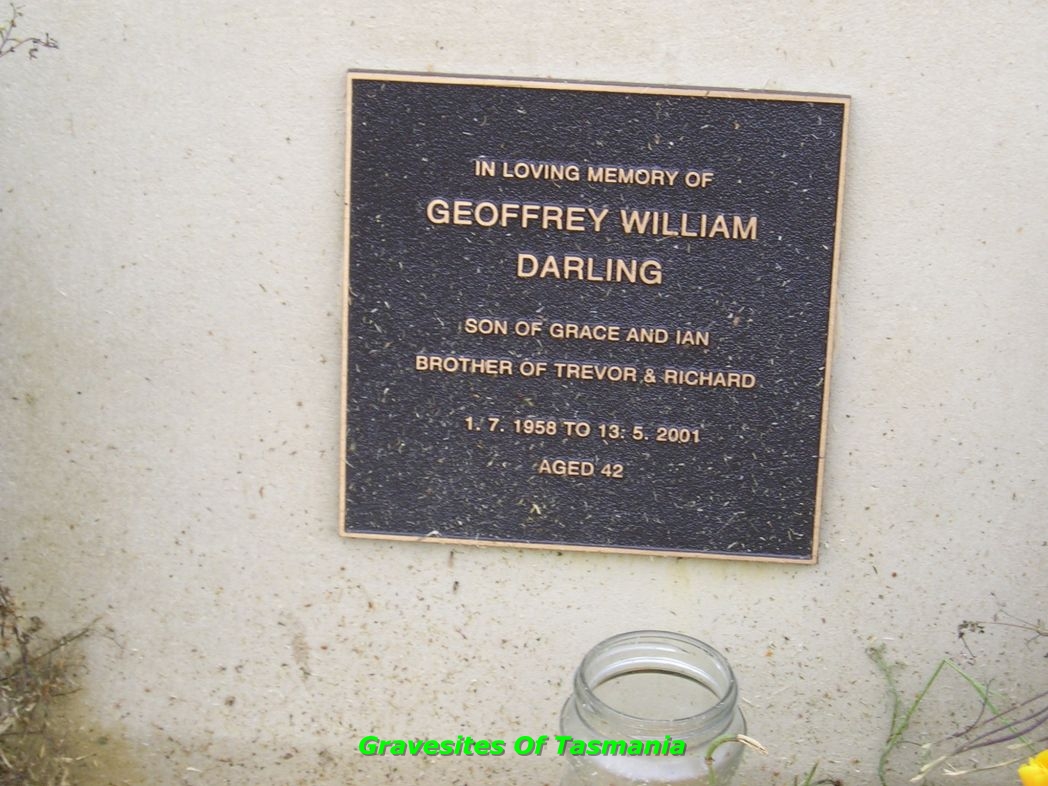 IN LOVING MEMORY OF
GEOFFREY WILLIAM
DARLING
SON OF GRACE AND IAN
BROTHER OF TREVOR & RICHARD
1. 7. 1958 TO 13. 5. 2001
AGED 42
Gravesites Of Tasmania